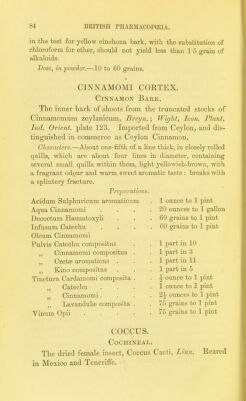 84 BRITISH PHARMACOPŒIA.
in the test for yellow cinchona bark, with the substitution of
chloroform for ether, should not yield less than 1·5 grain of
alkaloids.
Dose, in powder.—10 to 60 grains.
CINNAMOMI CORTEX.
Cinnamon Bark.
The inner bark of shoots from the truncated stocks of
Cinnamomum zeylanicum, Breyn.; Wight, Icon. Plant.
Ind. Orient. plate 123. Imported from Ceylon, and dis-
tinguished in commerce as Ceylon Cinnamon.
Characters.—About one-fifth of a line thick, in closely rolled
quills, which are about four lines in diameter, containing
several small quills within them, light yellowish-brown, with
a fragrant odour and warm sweet aromatic taste: breaks with
a splintery fracture.
Preparations.
Acidum Sulphuricum aromaticum . 1 ounce to 1 pint
Aqua Cinnamomi . . . . 20 ounces to 1 gallon
Decoctum Hæmatoxyli . . . 60 grains to 1 pint
Infusum Catechu . . . . 60 grains to 1 pint
Oleum Cinnamomi
Pulvis Catechu compositus . . 1 part in 10
„ Cinnamomi compositus . . 1 part in 3
„ Cretæ aromaticus . . . 1 part in 11
„ Kino compositus . . . 1 part in 5
Tinctura Cardamomi composita . . ½ ounce to 1 pint
„ Catechu . . . . 1 ounce to 1 pint
„ Cinnamomi . . . . 2½ ounces to 1 pint
„ Lavandulæ composita . . 75 grains to 1 pint
Vinum Opii . . . . 75 grains to 1 pint
COCCUS.
Cochineal.
The dried female insect, Coccus Cacti, Linn. Reared
in Mexico and Teneriffe.